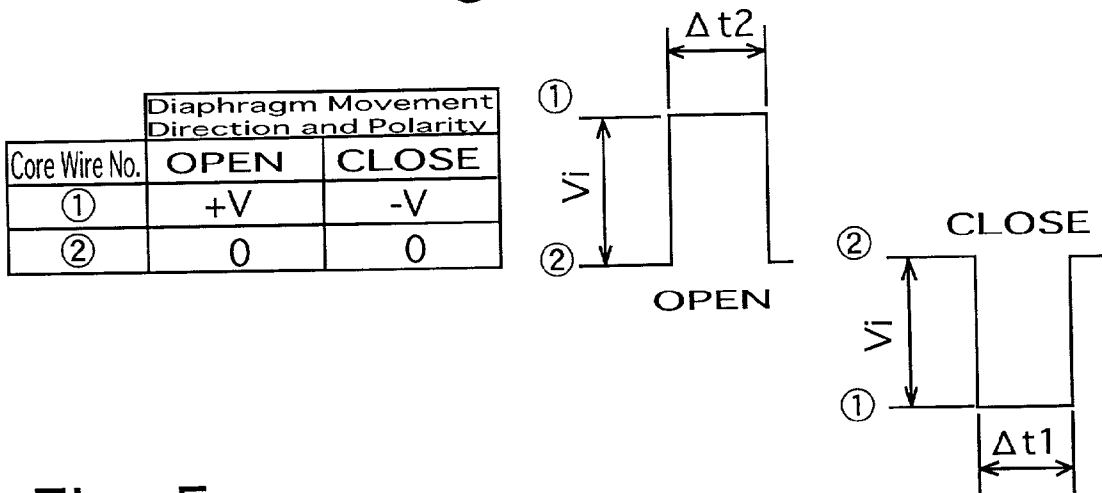 Diaphragm Movement
Direction and Polarity
Core Wire No. OPEN CLOSE
① +V -V
② 0 0
Δt2
①
Vi
②
OPEN
CLOSE
②
Vi
①
Δt1